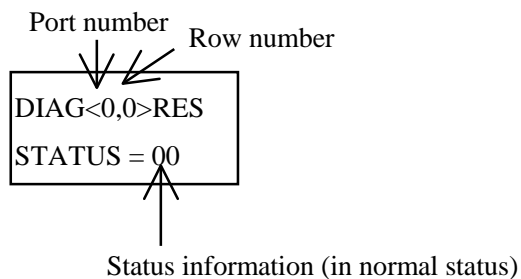 Port number
Row number
DIAG<0,0>RES
STATUS = 00
Status information (in normal status)